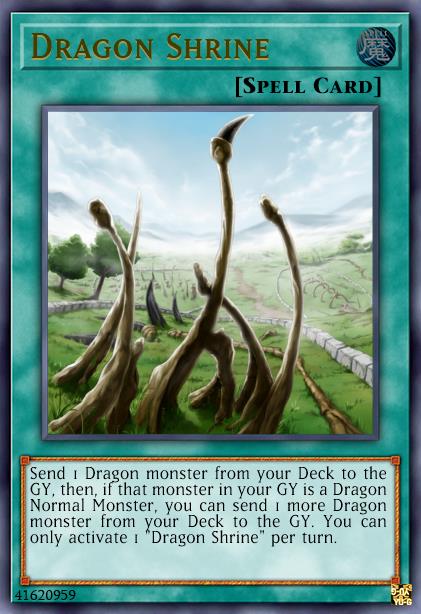 DRAGON SHRINE
SPELL
魔
[SPELL CARD]
Send 1 Dragon monster from your Deck to the
GY, then, if that monster in your GY is a Dragon
Normal Monster, you can send 1 more Dragon
monster from your Deck to the GY. You can
only activate 1 "Dragon Shrine" per turn.
41620959